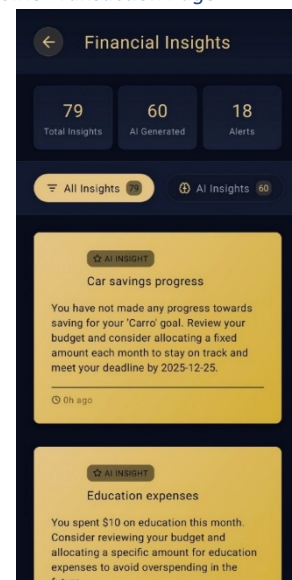 Financial Insights
79
60
18
Total Insights
AI Generated
Alerts
All Insights 79
AI Insights 60
AI INSIGHT
Car savings progress
You have not made any progress towards
saving for your 'Carro' goal. Review your
budget and consider allocating a fixed
amount each month to stay on track and
meet your deadline by 2025-12-25.
0h ago
AI INSIGHT
Education expenses
You spent $10 on education this month.
Consider reviewing your budget and
allocating a specific amount for education
expenses to avoid overspending in the